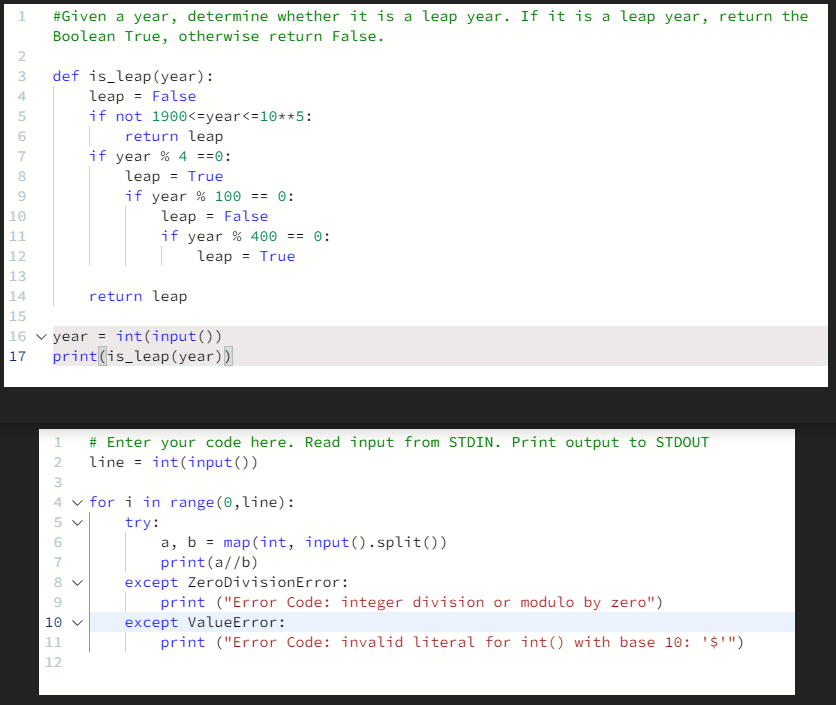 1 #Given a year, determine whether it is a leap year. If it is a leap year, return the
Boolean True, otherwise return False.
2
3 def is_leap(year):
4 leap = False
5 if not 1900<=year<=10**5:
6 return leap
7 if year % 4 ==0:
8 leap = True
9 if year % 100 == 0:
10 leap = False
11 if year % 400 == 0:
12 leap = True
13
14 return leap
15
16 year = int(input())
17 print(is_leap(year))
1 # Enter your code here. Read input from STDIN. Print output to STDOUT
2 line = int(input())
3
4 for i in range(0,line):
5 try:
6 a, b = map(int, input().split())
7 print(a//b)
8 except ZeroDivisionError:
9 print ("Error Code: integer division or modulo by zero")
10 except ValueError:
11 print ("Error Code: invalid literal for int() with base 10: '$'")
12